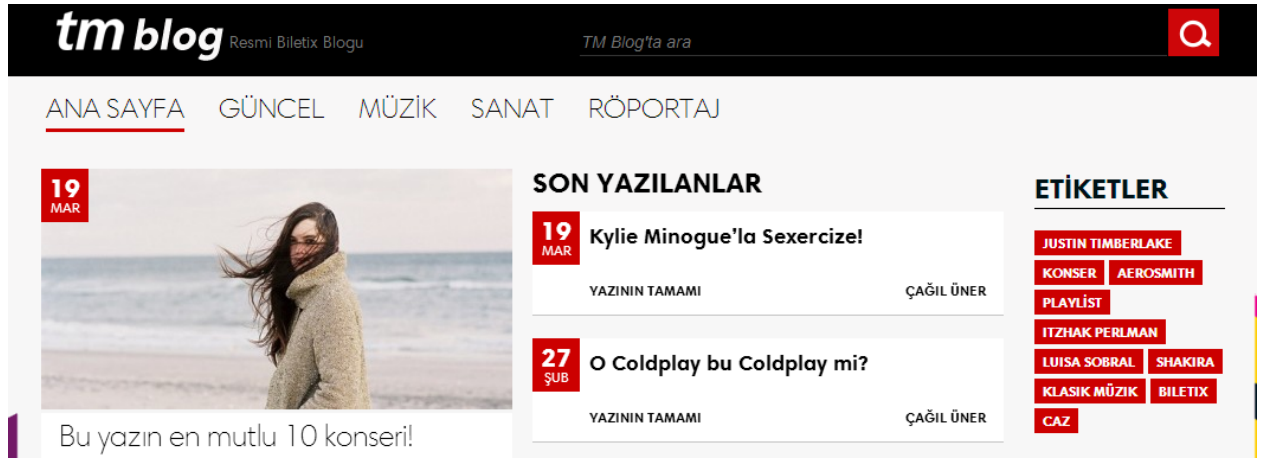 tm blog Resmi Biletix Blogu
TM Blog'ta ara
ANA SAYFA GÜNCEL MÜZİK SANAT RÖPORTAJ
19
MAR
Bu yazın en mutlu 10 konseri!
SON YAZILANLAR
19
MAR
Kylie Minogue’la Sexercize!
YAZININ TAMAMI ÇAĞIL ÜNER
27
ŞUB
O Coldplay bu Coldplay mi?
YAZININ TAMAMI ÇAĞIL ÜNER
ETİKETLER
JUSTIN TIMBERLAKE
KONSER AEROSMITH
PLAYLİST
ITZHAK PERLMAN
LUISA SOBRAL SHAKIRA
KLASIK MÜZIK BILETIX
CAZ